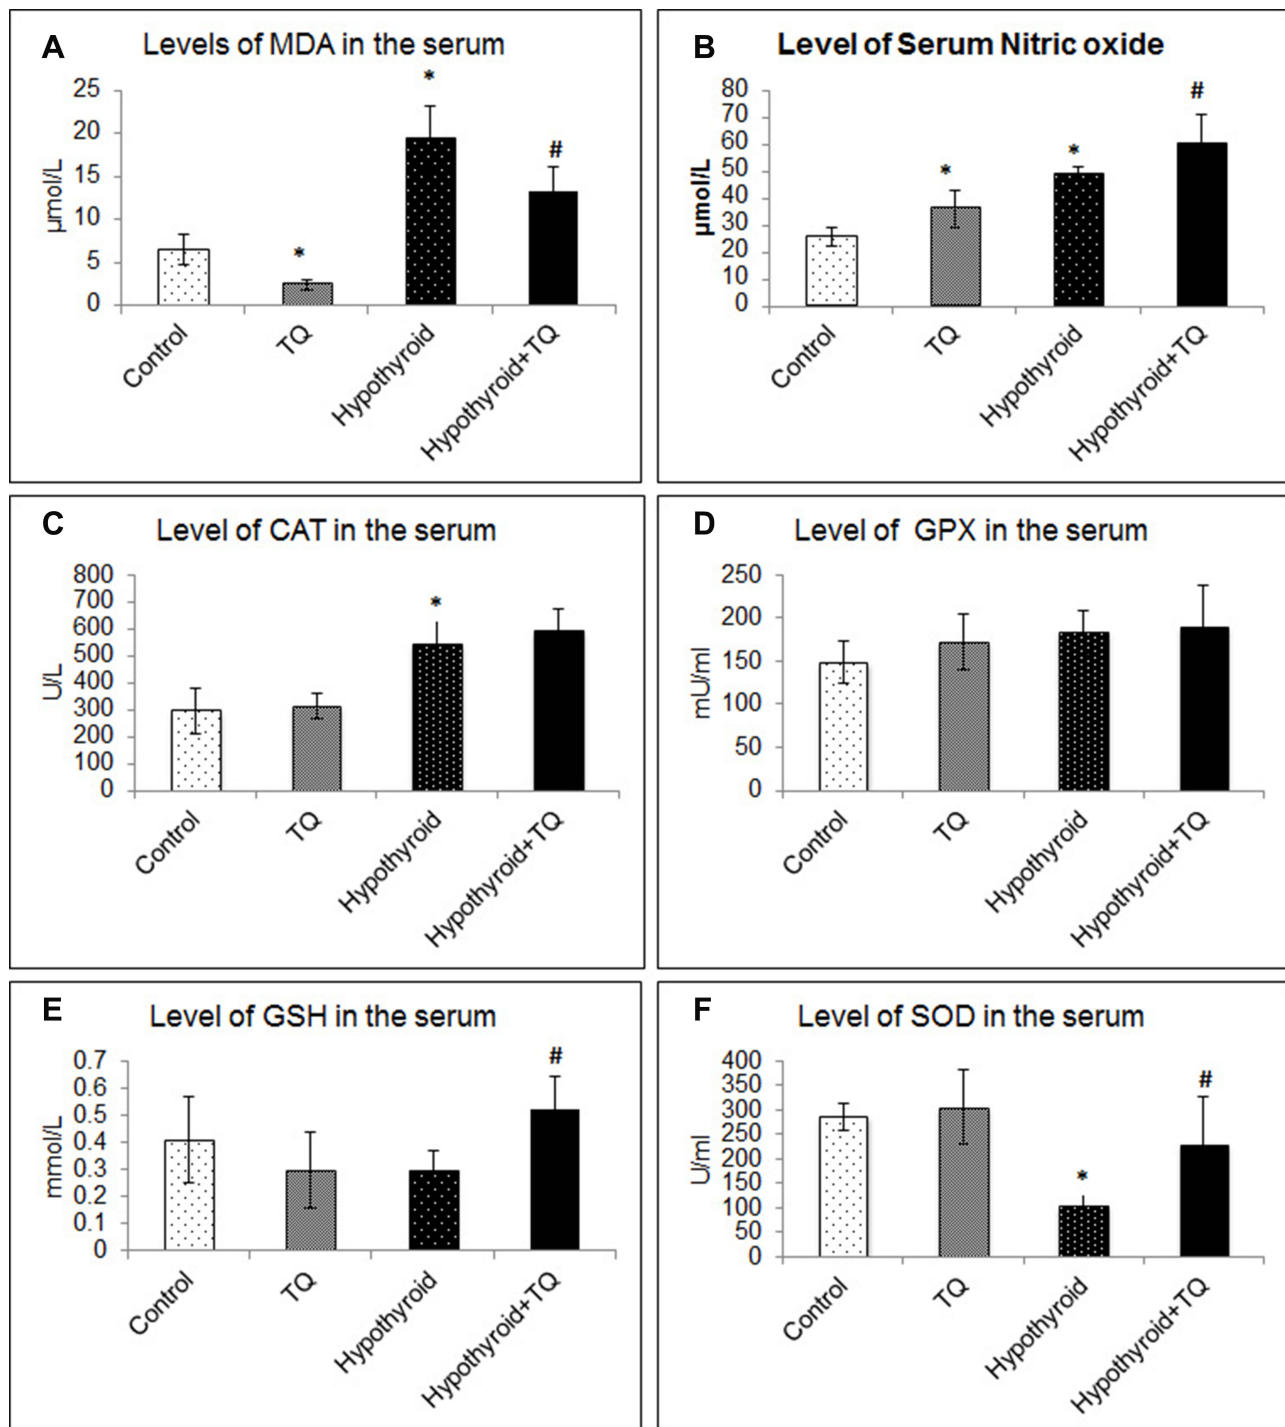 A
Levels of MDA in the serum
*
25
20
15
10
5
0
µmol/L
*
#
Control
TQ
Hypothyroid
Hypothyroid+TQ
B
Level of Serum Nitric oxide
80
70
60
50
40
30
20
10
0
µmol/L
*
*
#
Control
TQ
Hypothyroid
Hypothyroid+TQ
C
Level of CAT in the serum
800
700
600
500
400
300
200
100
0
U/L
*
Control
TQ
Hypothyroid
Hypothyroid+TQ
D
Level of GPX in the serum
250
200
150
100
50
0
mU/ml
Control
TQ
Hypothyroid
Hypothyroid+TQ
E
Level of GSH in the serum
0.7
0.6
0.5
0.4
0.3
0.2
0.1
0
mmol/L
#
Control
TQ
Hypothyroid
Hypothyroid+TQ
F
Level of SOD in the serum
400
350
300
250
200
150
100
50
0
U/ml
*
#
Control
TQ
Hypothyroid
Hypothyroid+TQ